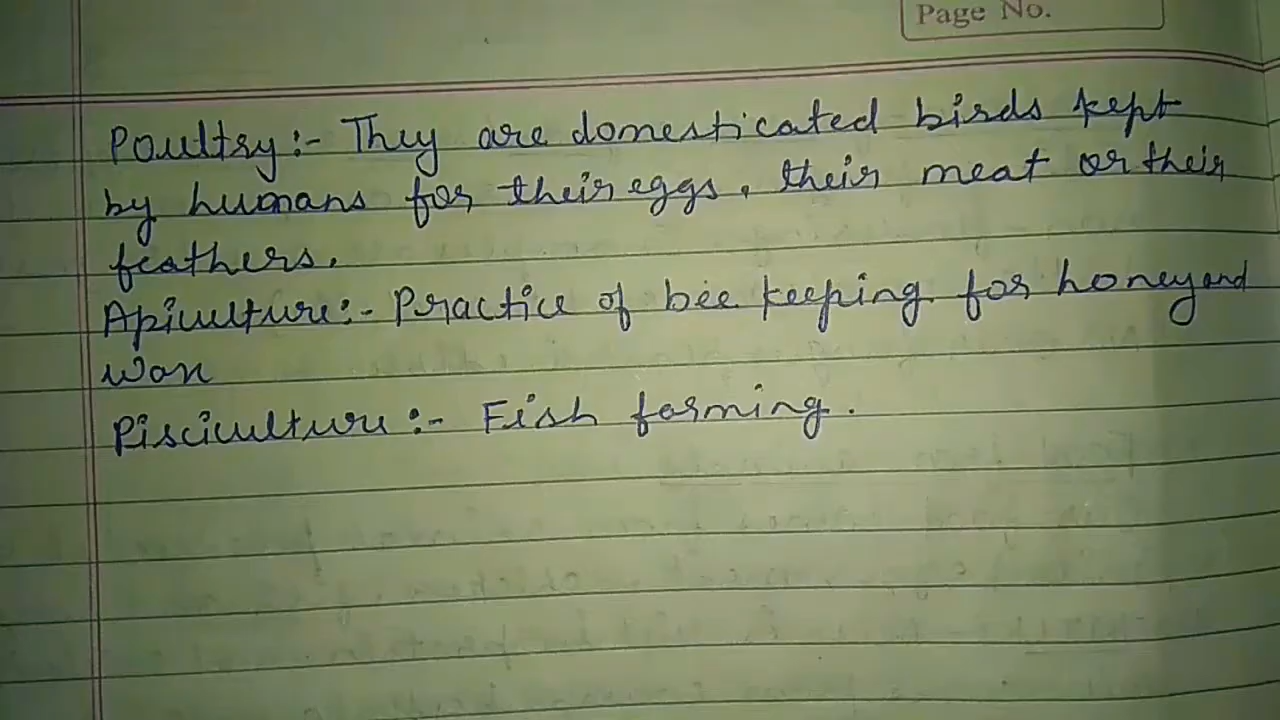 Page No.
Poultry:- They are domesticated birds kept
by humans for their eggs, their meat or their
feathers.
Apiculture:- Practice of bee keeping for honey and
wax
Pisciculture:- Fish farming.